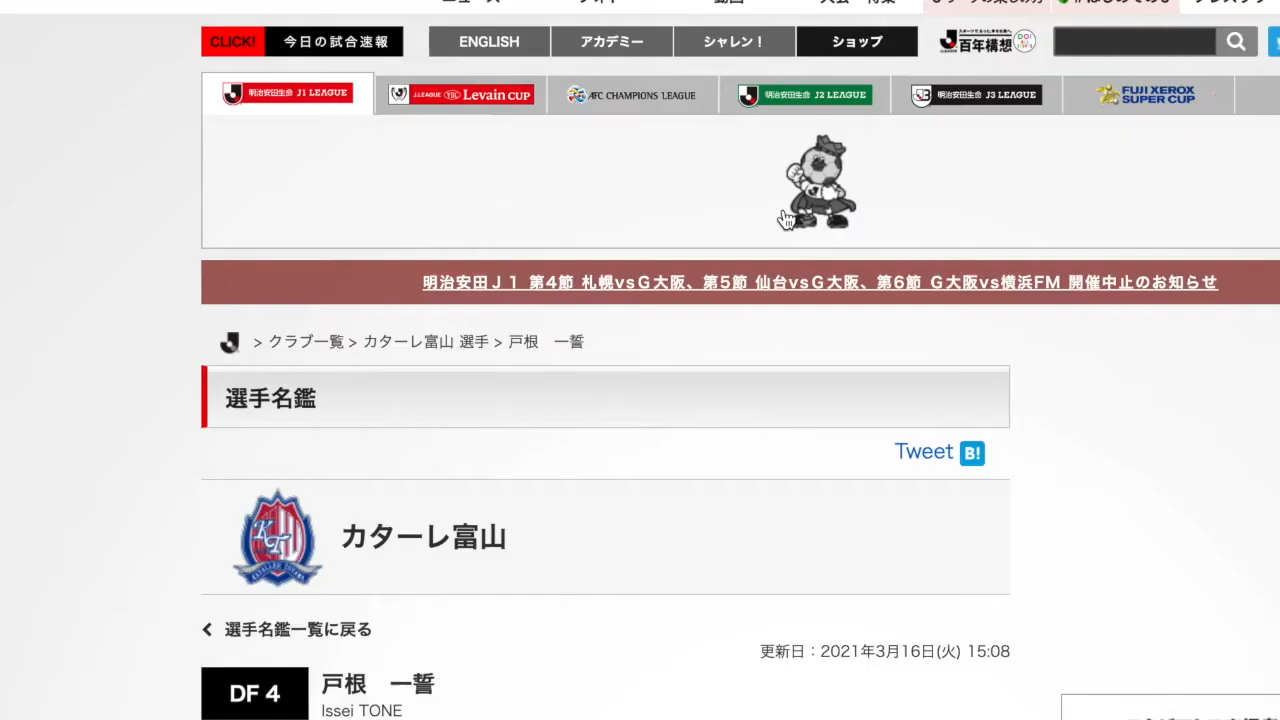 CLICK! 今日の試合速報
ENGLISH
アカデミー
シャレン！
ショップ
百年構想
明治安田生命 J1 LEAGUE
J.LEAGUE YBC Levain CUP
AFC CHAMPIONS LEAGUE
明治安田生命 J2 LEAGUE
明治安田生命 J3 LEAGUE
FUJI XEROX SUPER CUP
明治安田Ｊ１ 第4節 札幌vsＧ大阪、第5節 仙台vsＧ大阪、第6節 Ｇ大阪vs横浜FM 開催中止のお知らせ
> クラブ一覧 > カターレ富山 選手 > 戸根　一誓
選手名鑑
Tweet B!
カターレ富山
選手名鑑一覧に戻る
更新日：2021年3月16日(火) 15:08
DF 4
戸根　一誓
Issei TONE